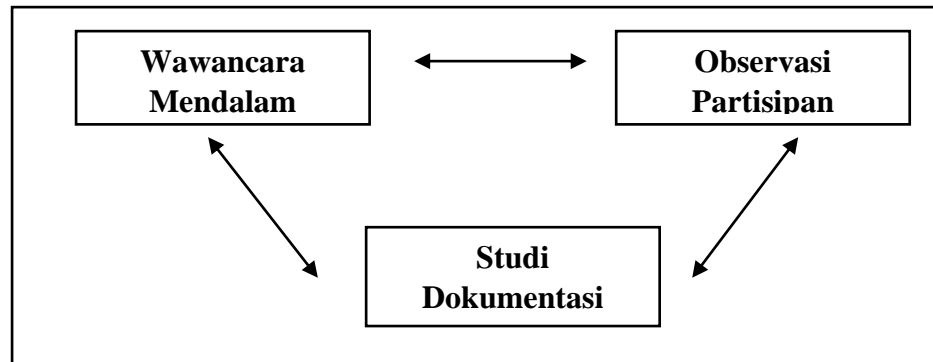 Wawancara
Mendalam
Observasi
Partisipan
Studi
Dokumentasi